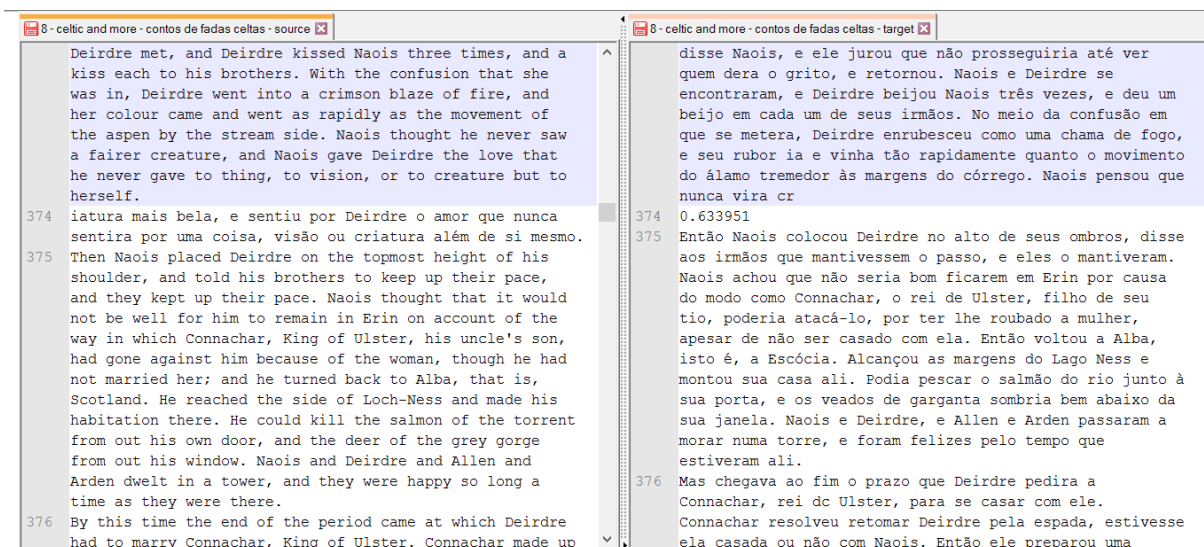 8 - celtic and more - contos de fadas celtas - source
Deirdre met, and Deirdre kissed Naois three times, and a
kiss each to his brothers. With the confusion that she
was in, Deirdre went into a crimson blaze of fire, and
her colour came and went as rapidly as the movement of
the aspen by the stream side. Naois thought he never saw
a fairer creature, and Naois gave Deirdre the love that
he never gave to thing, to vision, or to creature but to
herself.
374 iatura mais bela, e sentiu por Deirdre o amor que nunca
sentira por uma coisa, visão ou criatura além de si mesmo.
375 Then Naois placed Deirdre on the topmost height of his
shoulder, and told his brothers to keep up their pace,
and they kept up their pace. Naois thought that it would
not be well for him to remain in Erin on account of the
way in which Connachar, King of Ulster, his uncle's son,
had gone against him because of the woman, though he had
not married her; and he turned back to Alba, that is,
Scotland. He reached the side of Loch-Ness and made his
habitation there. He could kill the salmon of the torrent
from out his own door, and the deer of the grey gorge
from out his window. Naois and Deirdre and Allen and
Arden dwelt in a tower, and they were happy so long a
time as they were there.
376 By this time the end of the period came at which Deirdre
had to marry Connachar, King of Ulster. Connachar made up
8 - celtic and more - contos de fadas celtas - target
disse Naois, e ele jurou que não prosseguiria até ver
quem dera o grito, e retornou. Naois e Deirdre se
encontraram, e Deirdre beijou Naois três vezes, e deu um
beijo em cada um de seus irmãos. No meio da confusão em
que se metera, Deirdre enrubesceu como uma chama de fogo,
e seu rubor ia e vinha tão rapidamente quanto o movimento
do álamo tremedor às margens do córrego. Naois pensou que
nunca vira cr
374 0.633951
375 Então Naois colocou Deirdre no alto de seus ombros, disse
aos irmãos que mantivessem o passo, e eles o mantiveram.
Naois achou que não seria bom ficarem em Erin por causa
do modo como Connachar, o rei de Ulster, filho de seu
tio, poderia atacá-lo, por ter lhe roubado a mulher,
apesar de não ser casado com ela. Então voltou a Alba,
isto é, a Escócia. Alcançou as margens do Lago Ness e
montou sua casa ali. Podia pescar o salmão do rio junto à
sua porta, e os veados de garganta sombria bem abaixo da
sua janela. Naois e Deirdre, e Allen e Arden passaram a
morar numa torre, e foram felizes pelo tempo que
estiveram ali.
376 Mas chegava ao fim o prazo que Deirdre pedira a
Connachar, rei dc Ulster, para se casar com ele.
Connachar resolveu retomar Deirdre pela espada, estivesse
ela casada ou não com Naois. Então ele preparou uma